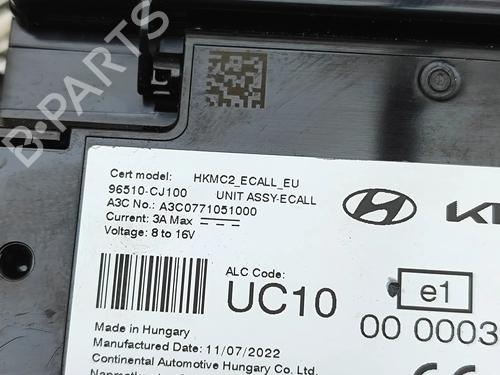 B-PARTS
Cert model: HKMC2_ECALL_EU
96510-CJ100 UNIT ASSY-ECALL
A3C No.: A3C0771051000
Current: 3A Max
Voltage: 8 to 16V
ALC Code:
UC10
e1
00 0003
Made in Hungary
Manufactured Date: 11/07/2022
Continental Automotive Hungary Co. Ltd.